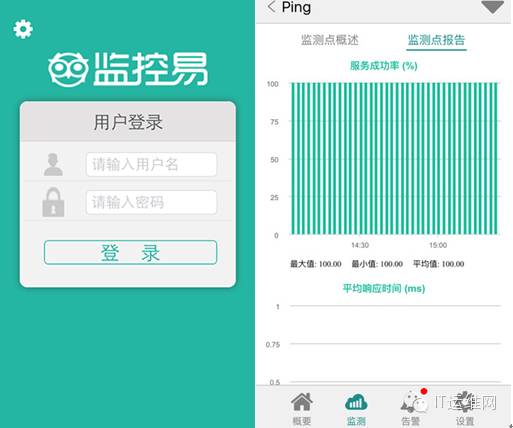 监控易
用户登录
请输入用户名
请输入密码
登 录
Ping
监测点概述 监测点报告
服务成功率 (%)
100
75
50
25
0
14:30 15:00
最大值: 100.00 最小值: 100.00 平均值: 100.00
平均响应时间 (ms)
1
0.75
0.5
概要 监测 告警 设置
IT运维网